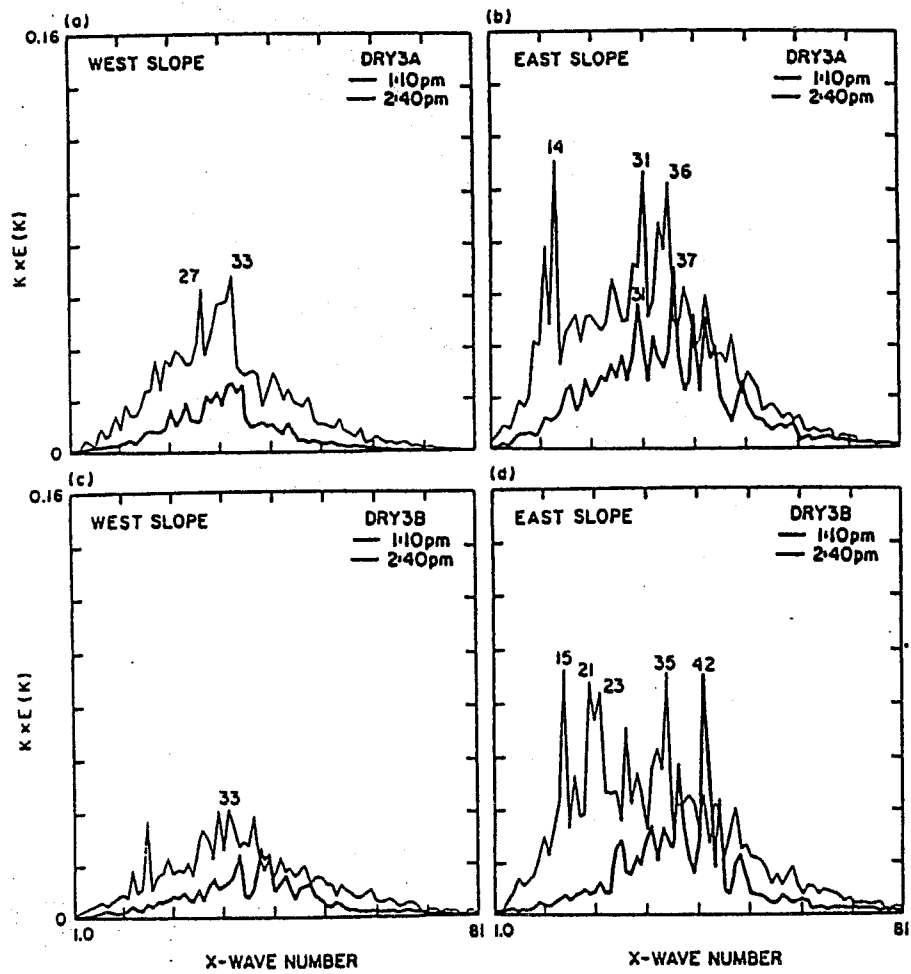 (a)
0.16
WEST SLOPE
DRY3A
1:10pm
2:40pm
27
33
K x E (K)
0
(b)
EAST SLOPE
DRY3A
1:10pm
2:40pm
14
31
36
37
31
(c)
0.16
WEST SLOPE
DRY3B
1:10pm
2:40pm
33
K x E (K)
0
1.0
81
X-WAVE NUMBER
(d)
EAST SLOPE
DRY3B
1:10pm
2:40pm
15
21
23
35
42
1.0
81
X-WAVE NUMBER